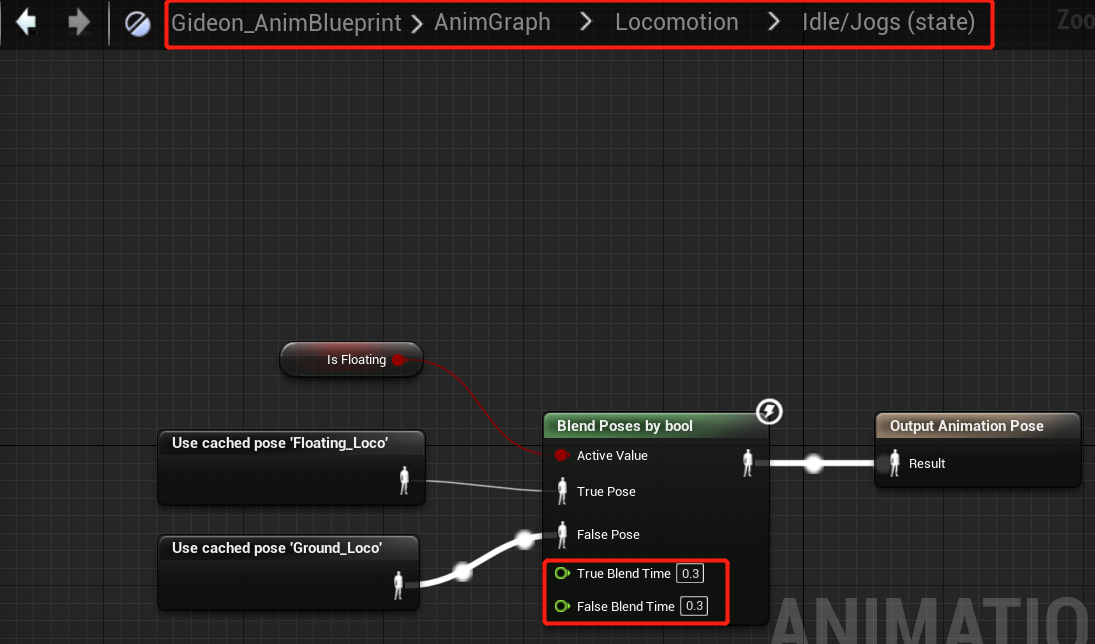 Gideon_AnimBlueprint > AnimGraph > Locomotion > Idle/Jogs (state)
Zoo
Is Floating
Use cached pose 'Floating_Loco'
Use cached pose 'Ground_Loco'
Blend Poses by bool
Active Value
True Pose
False Pose
True Blend Time 0.3
False Blend Time 0.3
Output Animation Pose
Result
ANIMATIO